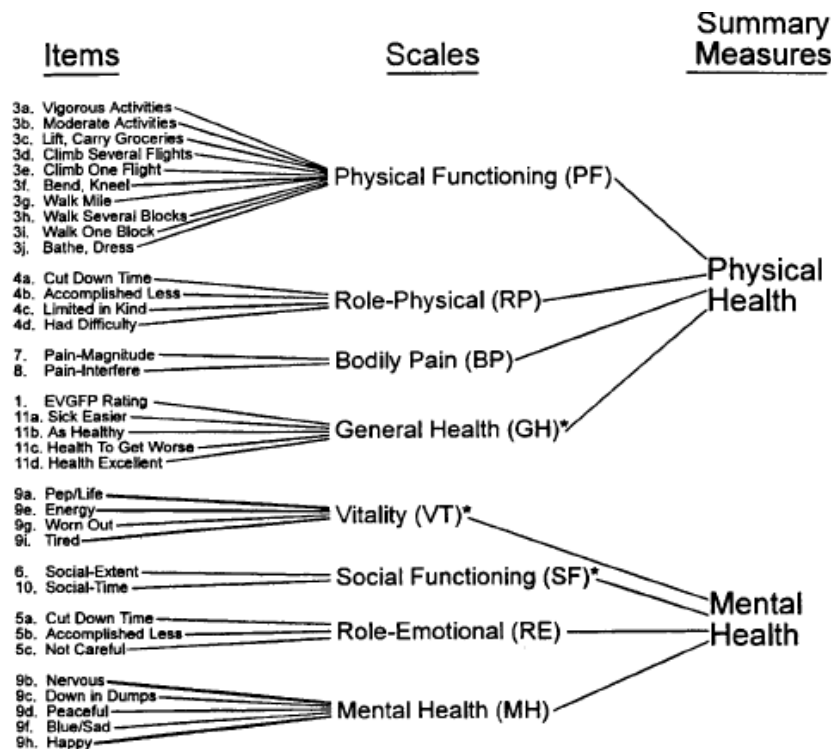 Items
Scales
Summary
Measures
3a. Vigorous Activities
3b. Moderate Activities
3c. Lift, Carry Groceries
3d. Climb Several Flights
3e. Climb One Flight
3f. Bend, Kneel
3g. Walk Mile
3h. Walk Several Blocks
3i. Walk One Block
3j. Bathe, Dress
Physical Functioning (PF)
4a. Cut Down Time
4b. Accomplished Less
4c. Limited in Kind
4d. Had Difficulty
Role-Physical (RP)
Physical
Health
7. Pain-Magnitude
8. Pain-Interfere
Bodily Pain (BP)
1. EVGFP Rating
11a. Sick Easier
11b. As Healthy
11c. Health To Get Worse
11d. Health Excellent
General Health (GH)*
9a. Pep/Life
9e. Energy
9g. Worn Out
9i. Tired
Vitality (VT)*
6. Social-Extent
10. Social-Time
Social Functioning (SF)*
5a. Cut Down Time
5b. Accomplished Less
5c. Not Careful
Role-Emotional (RE)
Mental
Health
9b. Nervous
9c. Down in Dumps
9d. Peaceful
9f. Blue/Sad
9h. Happy
Mental Health (MH)